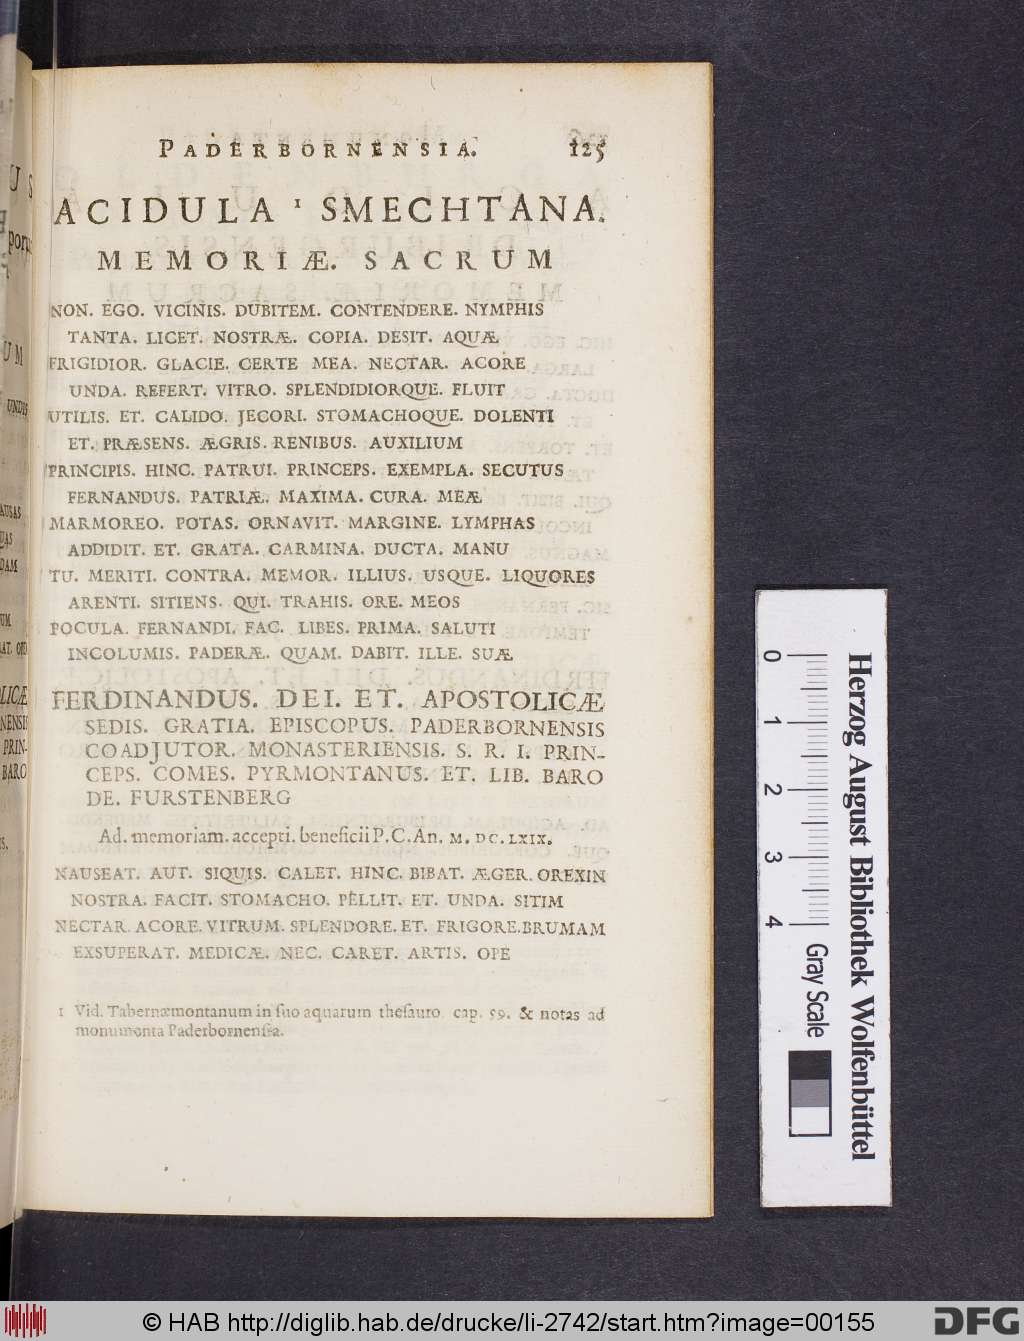 PADERBORNENSIA. 125
ACIDULA 1 SMECHTANA.
MEMORIÆ. SACRUM
NON. EGO. VICINIS. DUBITEM. CONTENDERE. NYMPHIS
TANTA. LICET. NOSTRÆ. COPIA. DESIT. AQUÆ
FRIGIDIOR. GLACIE. CERTE MEA. NECTAR. ACORE
UNDA. REFERT. VITRO. SPLENDIDIORQUE. FLUIT
UTILIS. ET. CALIDO. JECORI. STOMACHOQUE. DOLENTI
ET. PRÆSENS. ÆGRIS. RENIBUS. AUXILIUM
PRINCIPIS. HINC. PATRUI. PRINCEPS. EXEMPLA. SECUTUS
FERNANDUS. PATRIÆ. MAXIMA. CURA. MEÆ
MARMOREO. POTAS. ORNAVIT. MARGINE. LYMPHAS
ADDIDIT. ET. GRATA. CARMINA. DUCTA. MANU
TU. MERITI. CONTRA. MEMOR. ILLIUS. USQUE. LIQUORES
ARENTI. SITIENS. QUI. TRAHIS. ORE. MEOS
POCULA. FERNANDI. FAC. LIBES. PRIMA. SALUTI
INCOLUMIS. PADERÆ. QUAM. DABIT. ILLE. SUÆ
FERDINANDUS. DEI. ET. APOSTOLICÆ
SEDIS. GRATIA. EPISCOPUS. PADERBORNENSIS
COADJUTOR. MONASTERIENSIS. S. R. I. PRIN-
CEPS. COMES. PYRMONTANUS. ET. LIB. BARO
DE. FURSTENBERG
Ad. memoriam. accepti. beneficii P. C. An. M. DC. LXIX.
NAUSEAT. AUT. SIQUIS. CALET. HINC. BIBAT. ÆGER. OREXIN
NOSTRA. FACIT. STOMACHO. PELLIT. ET. UNDA. SITIM
NECTAR. ACORE. VITRUM. SPLENDORE. ET. FRIGORE. BRUMAM
EXSUPERAT. MEDICÆ. NEC. CARET. ARTIS. OPE
1 Vid. Tabernæmontanum in suo aquarum thesauro. cap. 59. & notas ad
monumenta Paderbornensia.
0 1 2 3 4 Gray Scale
Herzog August Bibliothek Wolfenbüttel
© HAB http://diglib.hab.de/drucke/li-2742/start.htm?image=00155
DFG